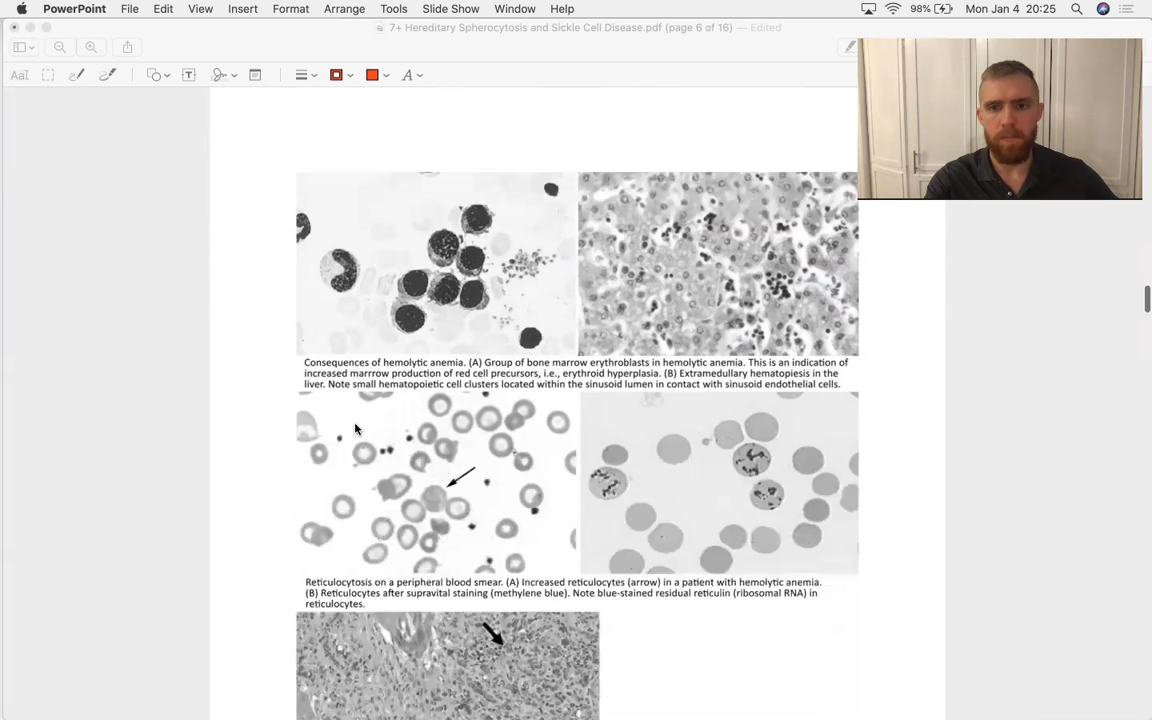 PowerPoint File Edit View Insert Format Arrange Tools Slide Show Window Help 98% Mon Jan 4 20:25
7+ Hereditary Spherocytosis and Sickle Cell Disease.pdf (page 6 of 16) — Edited
AaI T A
Consequences of hemolytic anemia. (A) Group of bone marrow erythroblasts in hemolytic anemia. This is an indication of
increased marrrow production of red cell precursors, i.e., erythroid hyperplasia. (B) Extramedullary hematopiesis in the
liver. Note small hematopoietic cell clusters located within the sinusoid lumen in contact with sinusoid endothelial cells.
Reticulocytosis on a peripheral blood smear. (A) Increased reticulocytes (arrow) in a patient with hemolytic anemia.
(B) Reticulocytes after supravital staining (methylene blue). Note blue-stained residual reticulin (ribosomal RNA) in
reticulocytes.